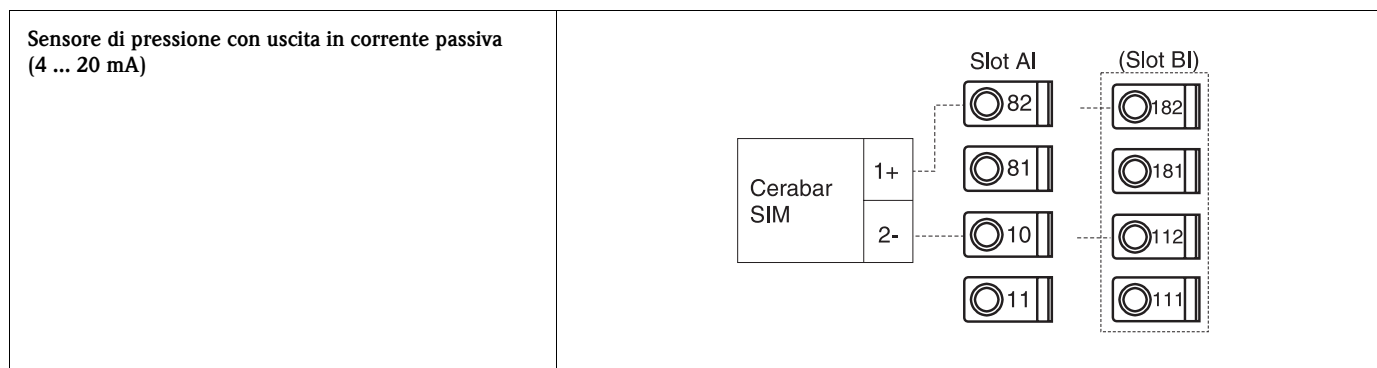 Sensore di pressione con uscita in corrente passiva
(4 ... 20 mA)
Slot AI (Slot BI)
82 182
Cerabar
SIM
1+
81 181
2-
10 112
11 111